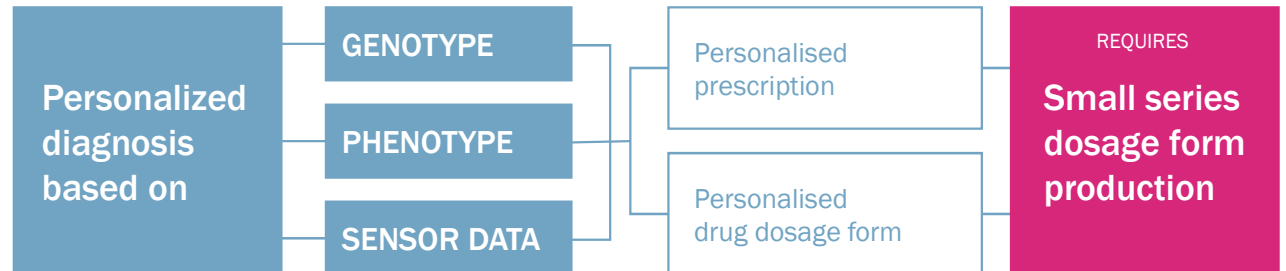 Personalized
diagnosis
based on
GENOTYPE
PHENOTYPE
SENSOR DATA
Personalised
prescription
Personalised
drug dosage form
REQUIRES
Small series
dosage form
production